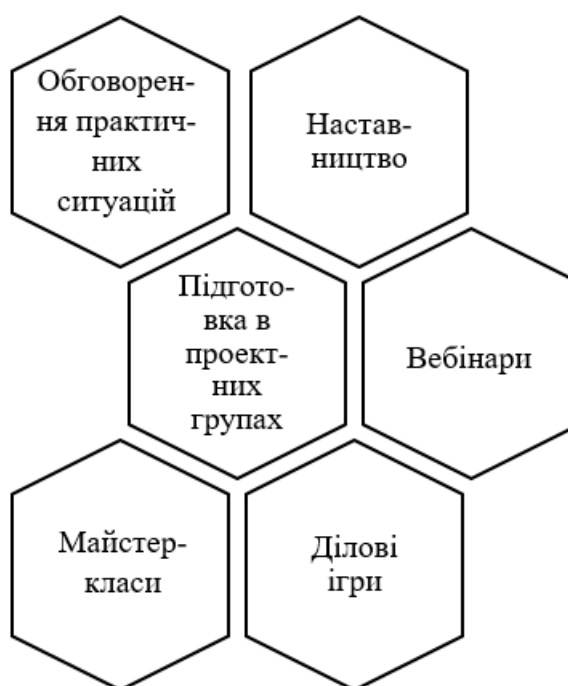 Обговорен-
ня практич-
них
ситуацій
Настав-
ництво
Підгото-
вка в
проект-
них
групах
Вебінари
Майстер-
класи
Ділові
ігри